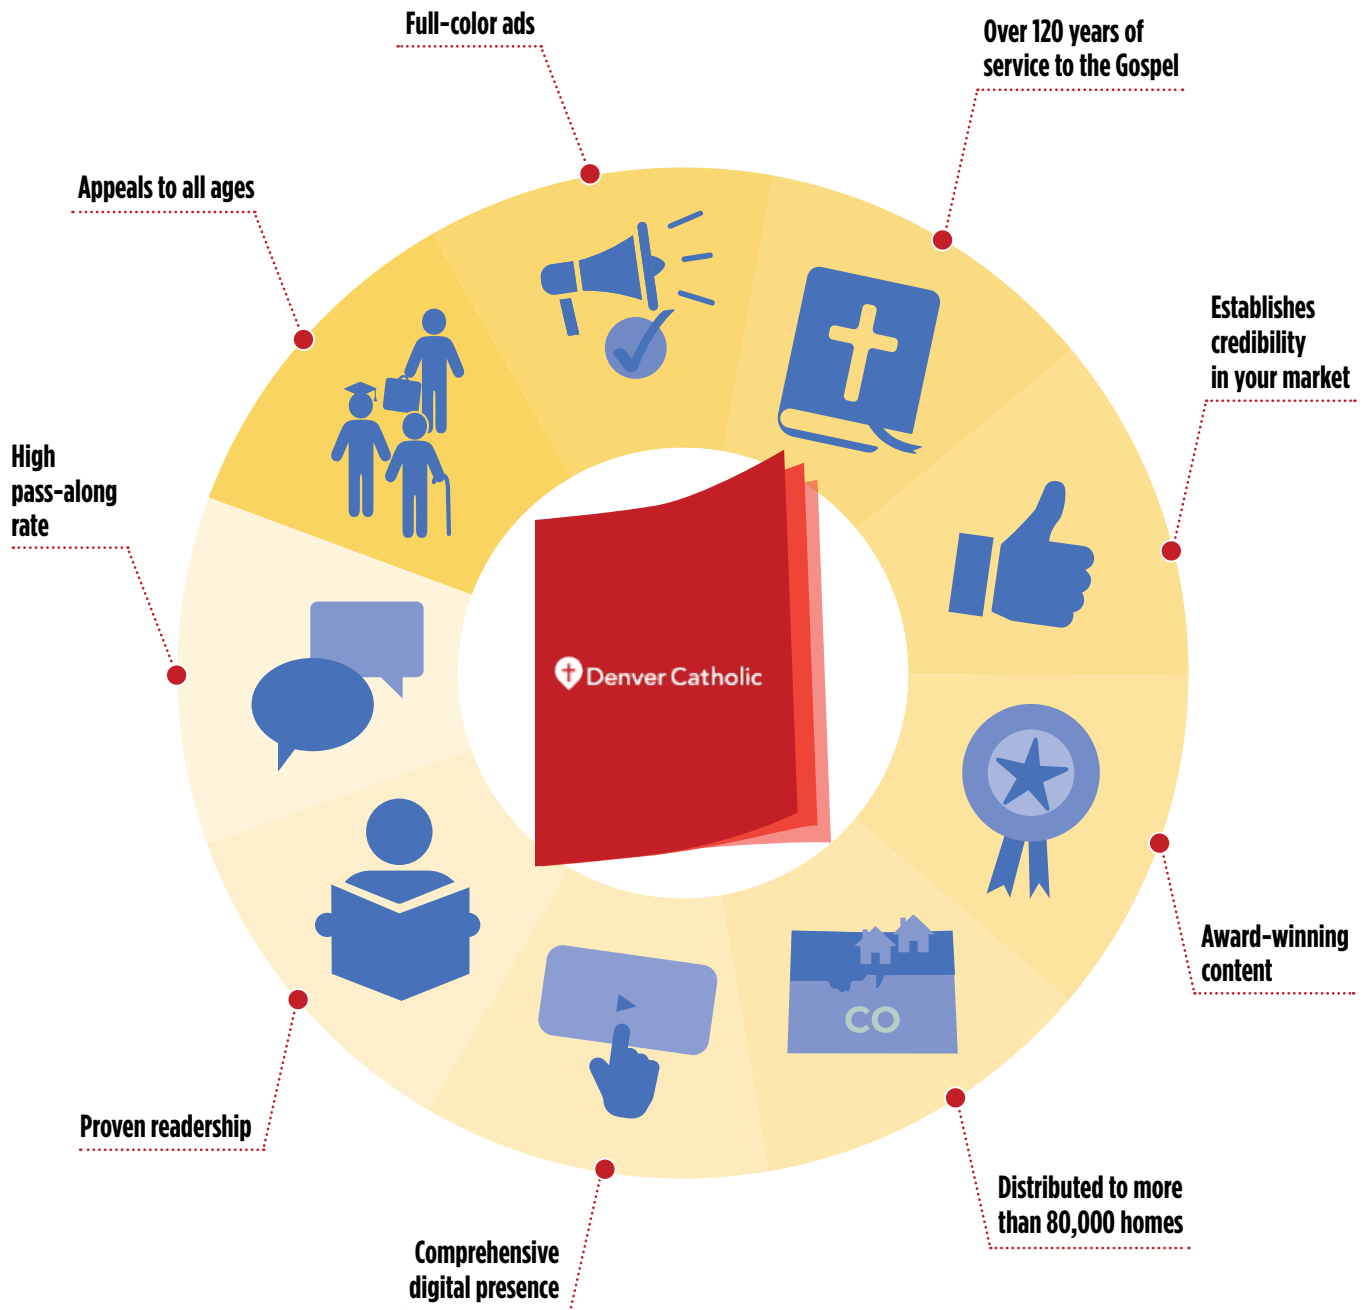 Full-color ads
Over 120 years of
service to the Gospel
Appeals to all ages
Establishes
credibility
in your market
High
pass-along
rate
Denver Catholic
Award-winning
content
CO
Proven readership
Distributed to more
than 80,000 homes
Comprehensive
digital presence